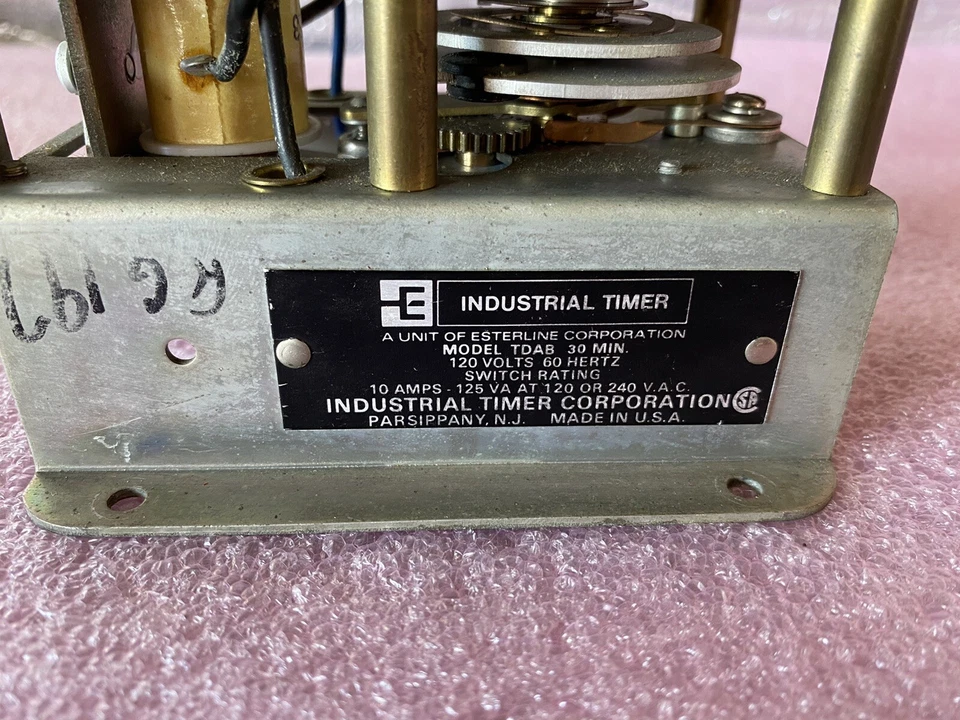 8
INDUSTRIAL TIMER
A UNIT OF ESTERLINE CORPORATION
MODEL TDAB 30 MIN.
120 VOLTS 60 HERTZ
SWITCH RATING
10 AMPS - 125 VA AT 120 OR 240 V.A.C.
INDUSTRIAL TIMER CORPORATION
PARSIPPANY, N.J. MADE IN U.S.A.